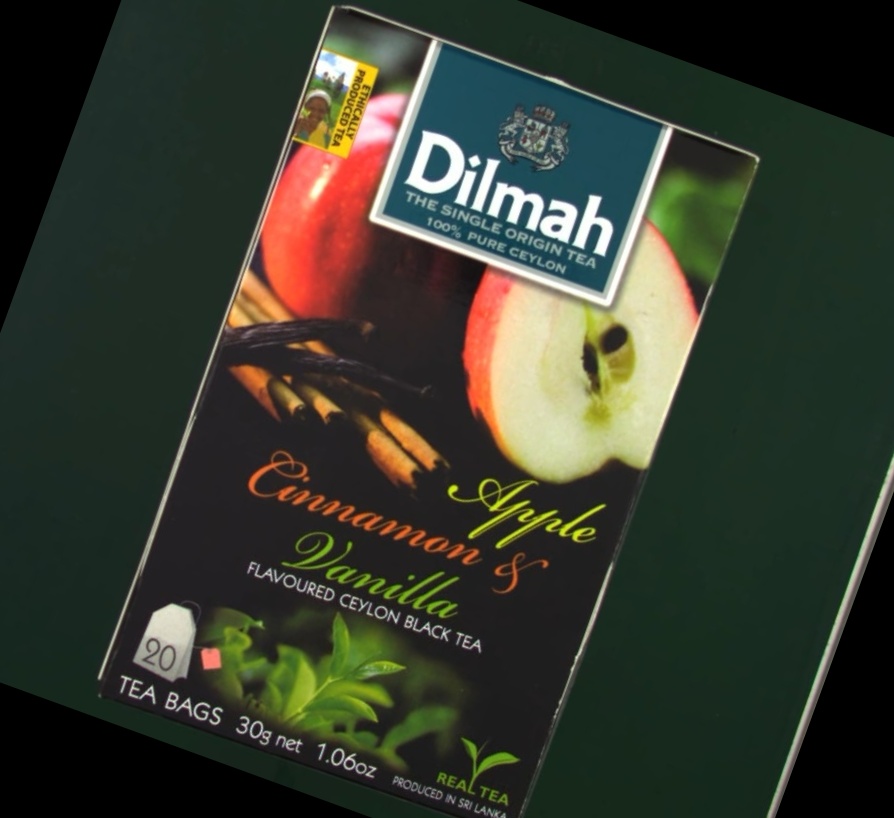 ETHICALLY
PRODUCED TEA
Dilmah
THE SINGLE ORIGIN TEA
100% PURE CEYLON
Apple
Cinnamon &
Vanilla
FLAVOURED CEYLON BLACK TEA
20
TEA BAGS 30g net 1.06oz
REAL TEA
PRODUCED IN SRI LANKA